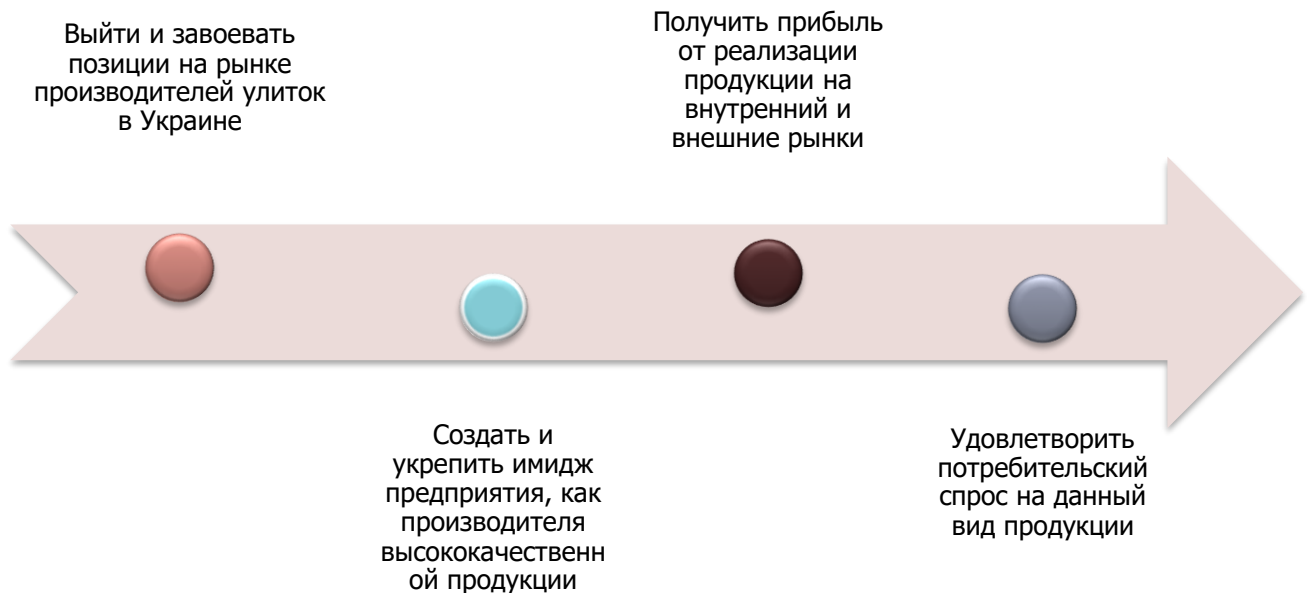 Выйти и завоевать
позиции на рынке
производителей улиток
в Украине
Создать и
укрепить имидж
предприятия, как
производителя
высококачественн
ой продукции
Получить прибыль
от реализации
продукции на
внутренний и
внешние рынки
Удовлетворить
потребительский
спрос на данный
вид продукции